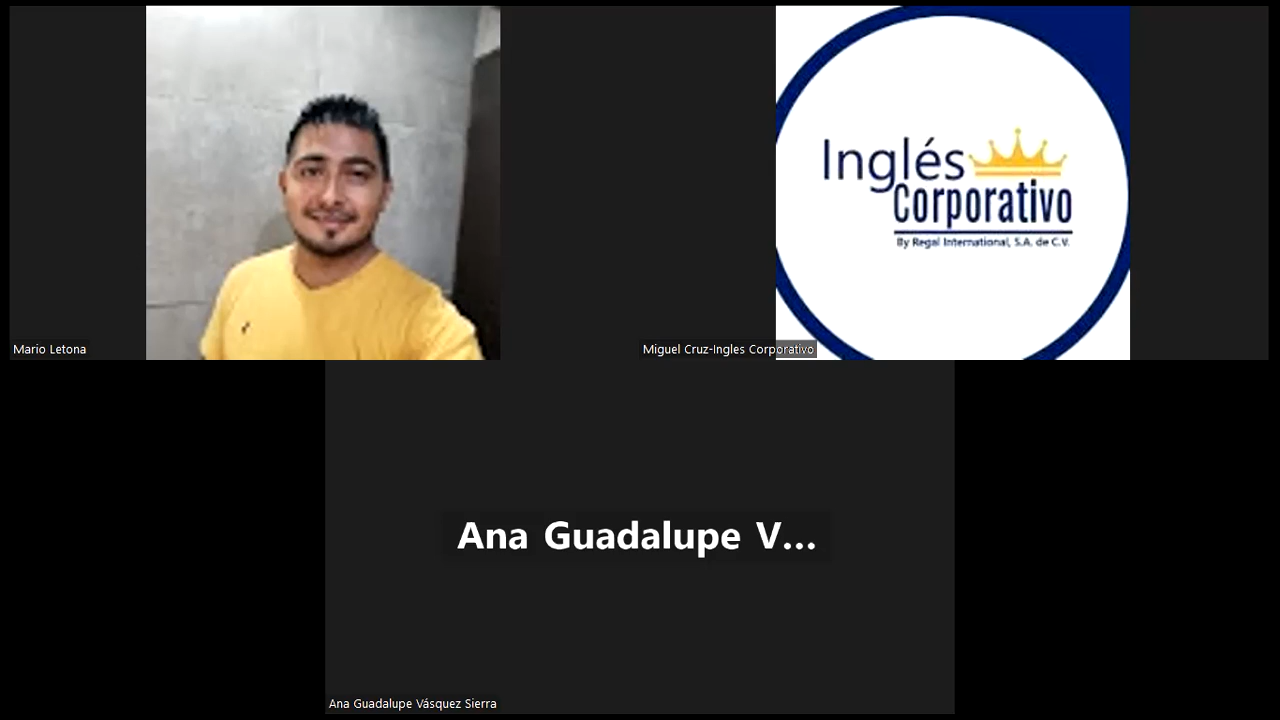 Inglés
Corporativo
By Regal International, S.A. de C.V.
Mario Letona
Miguel Cruz-Ingles Corporativo
Ana Guadalupe V...
Ana Guadalupe Vásquez Sierra